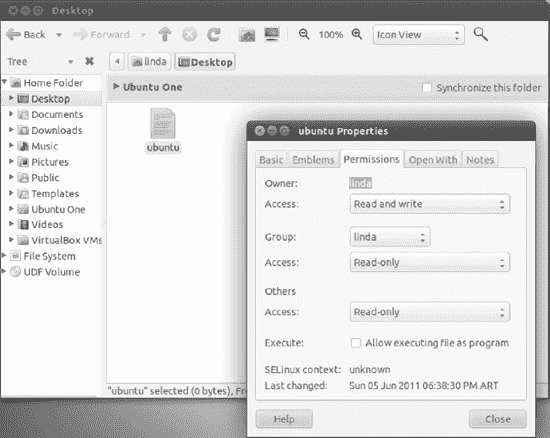 Desktop
Back Forward 100% Icon View
Tree linda Desktop
Home Folder
Desktop
Documents
Downloads
Music
Pictures
Public
Templates
Ubuntu One
Videos
VirtualBox VMs
File System
UDF Volume
Ubuntu One Synchronize this folder
ubuntu
"ubuntu" selected (0 bytes), Fre
ubuntu Properties
Basic Emblems Permissions Open With Notes
Owner: linda
Access: Read and write
Group: linda
Access: Read-only
Others
Access: Read-only
Execute: Allow executing file as program
SELinux context: unknown
Last changed: Sun 05 Jun 2011 06:38:30 PM ART
Help Close